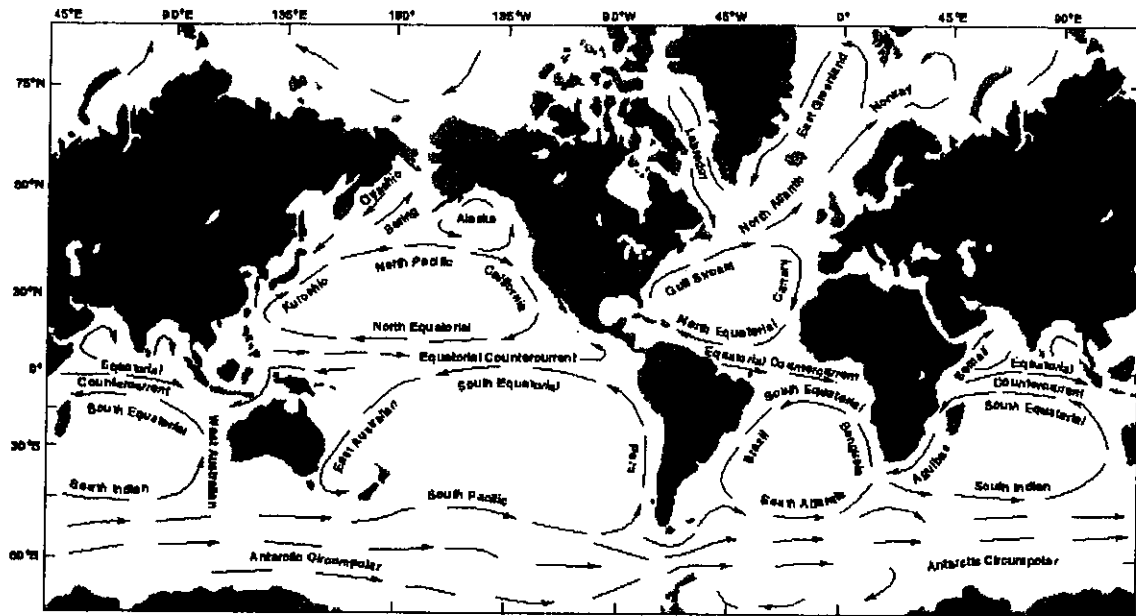 45°E 90°E 135°E 180° 135°W 90°W 45°W 0° 45°E 90°E
75°N
East Greenland
Norway
Labrador
60°N
Oyashio
Bering
Alaska
North Atlantic
North Pacific
Gulf Stream
30°N
Kuroshio
California
Canary
North Equatorial
North Equatorial
Equatorial Countercurrent
Equatorial Countercurrent
Somali
Equatorial
Countercurrent
Equatorial
Countercurrent
0°
South Equatorial
South Equatorial
South Equatorial
South Equatorial
West Australian
East Australian
30°S
Peru
Brazil
Benguela
Agulhas
South Indian
South Pacific
South Atlantic
South Indian
60°S
Antarctic Circumpolar
Antarctic Circumpolar